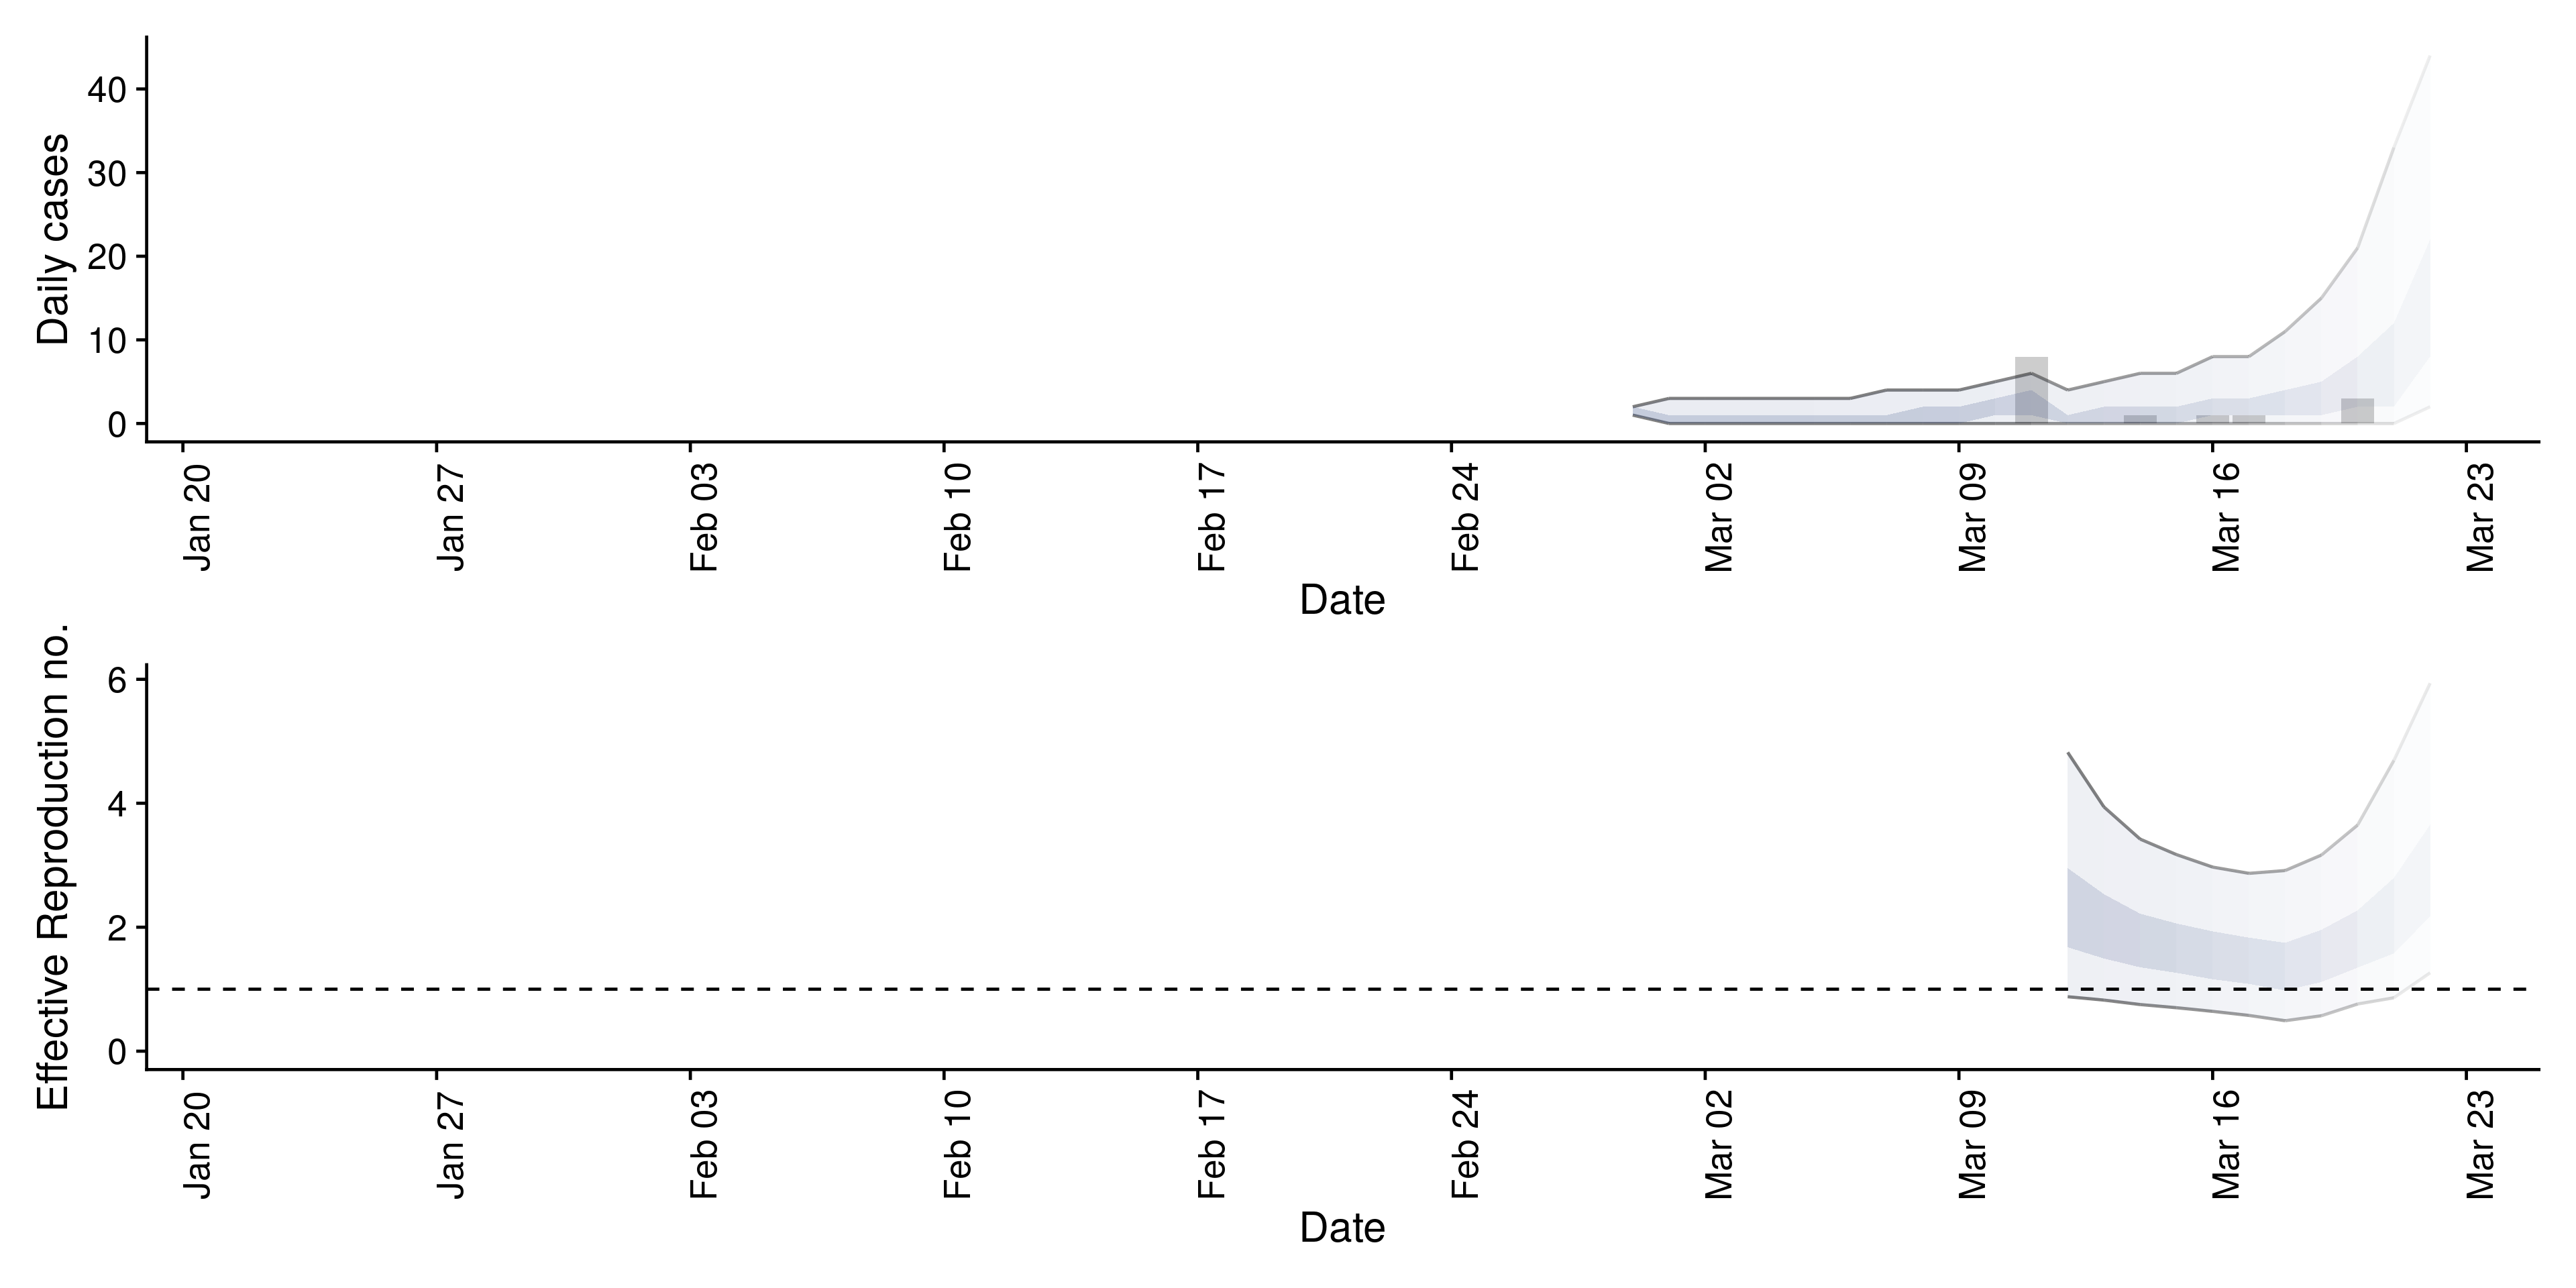 Daily cases
40
30
20
10
0
Jan 20
Jan 27
Feb 03
Feb 10
Feb 17
Feb 24
Mar 02
Mar 09
Mar 16
Mar 23
Date
Effective Reproduction no.
6
4
2
0
Jan 20
Jan 27
Feb 03
Feb 10
Feb 17
Feb 24
Mar 02
Mar 09
Mar 16
Mar 23
Date